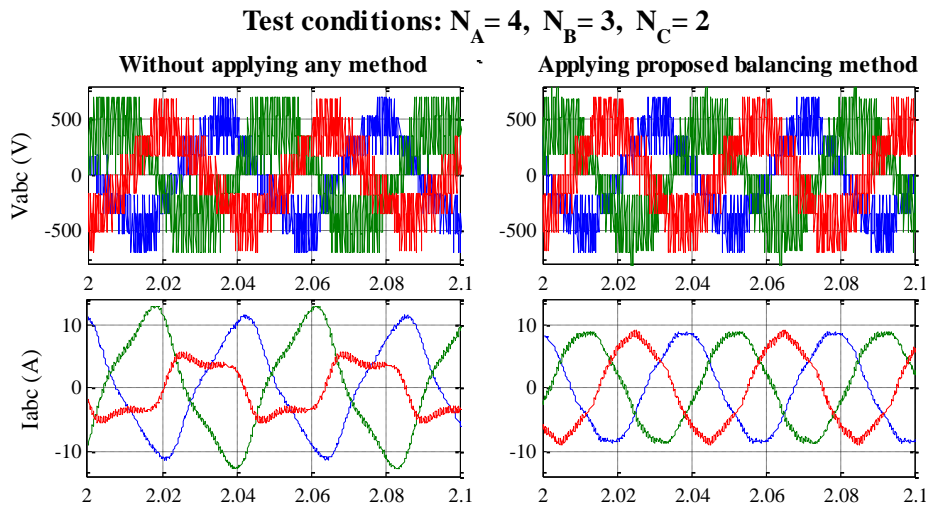 Test conditions: N_A= 4, N_B= 3, N_C= 2
Without applying any method
Applying proposed balancing method
Vabc (V)
500
0
-500
2 2.02 2.04 2.06 2.08 2.1
500
0
-500
2 2.02 2.04 2.06 2.08 2.1
Iabc (A)
10
0
-10
2 2.02 2.04 2.06 2.08 2.1
10
0
-10
2 2.02 2.04 2.06 2.08 2.1